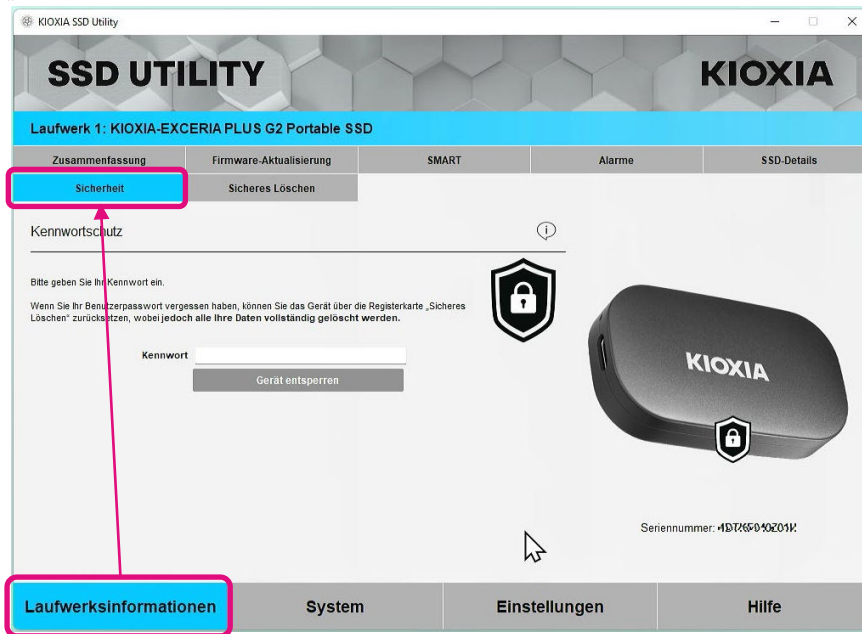 KIOXIA SSD Utility
SSD UTILITY
KIOXIA
Laufwerk 1: KIOXIA-EXCERIA PLUS G2 Portable SSD
Zusammenfassung Firmware-Aktualisierung SMART Alarme SSD-Details
Sicherheit Sicheres Löschen
Kennwortschutz
Bitte geben Sie Ihr Kennwort ein.
Wenn Sie Ihr Benutzerpasswort vergessen haben, können Sie das Gerät über die Registerkarte „Sicheres
Löschen“ zurücksetzen, wobei jedoch alle Ihre Daten vollständig gelöscht werden.
Kennwort
Gerät entsperren
KIOXIA
Seriennummer:
Laufwerksinformationen System Einstellungen Hilfe